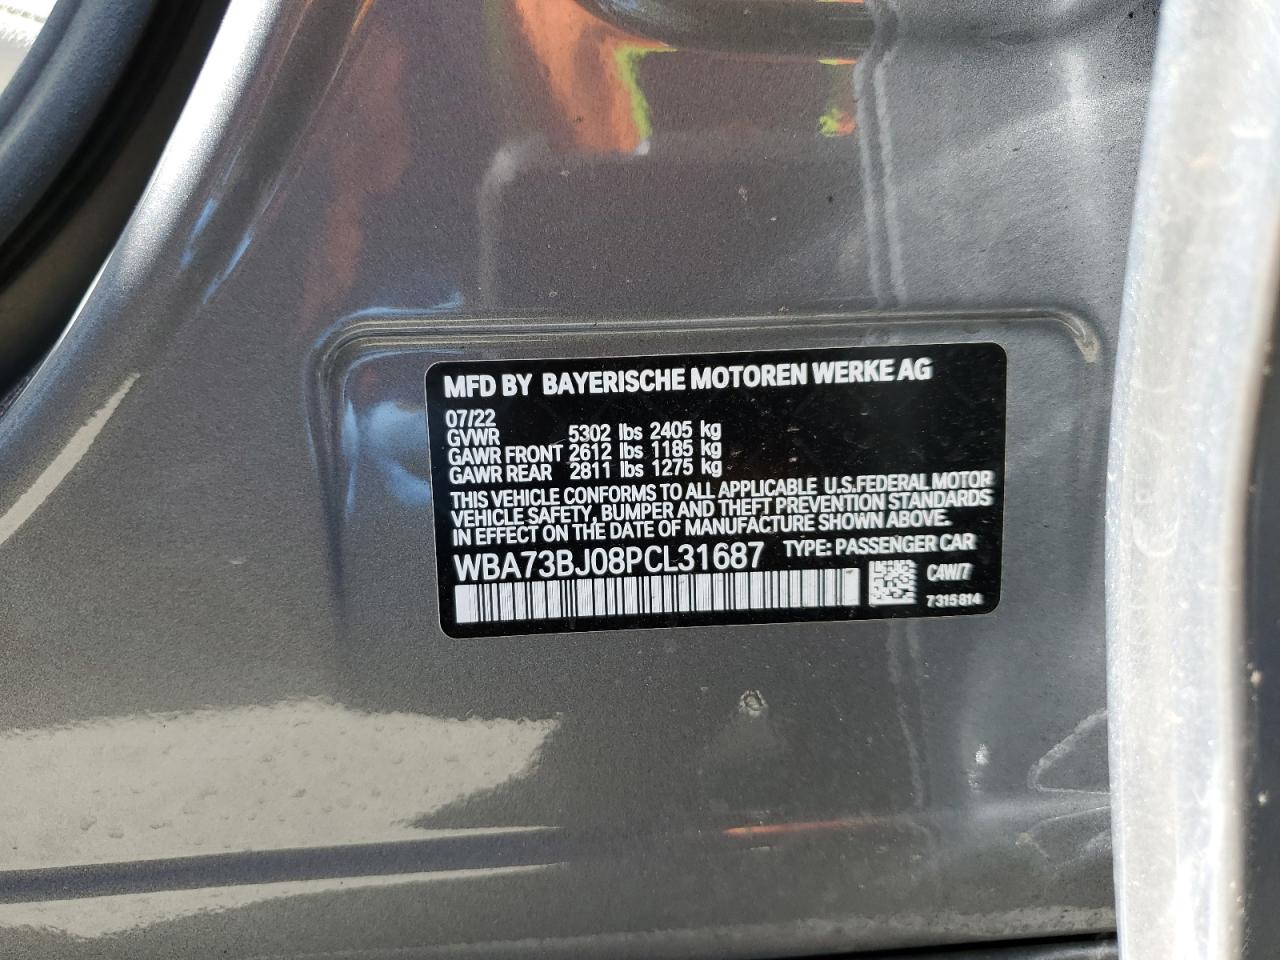 MFD BY BAYERISCHE MOTOREN WERKE AG
07/22
GVWR 5302 lbs 2405 kg
GAWR FRONT 2612 lbs 1185 kg
GAWR REAR 2811 lbs 1275 kg
THIS VEHICLE CONFORMS TO ALL APPLICABLE U.S.FEDERAL MOTOR
VEHICLE SAFETY, BUMPER AND THEFT PREVENTION STANDARDS
IN EFFECT ON THE DATE OF MANUFACTURE SHOWN ABOVE.
WBA73BJ08PCL31687 TYPE: PASSENGER CAR
C4W/7
7315814